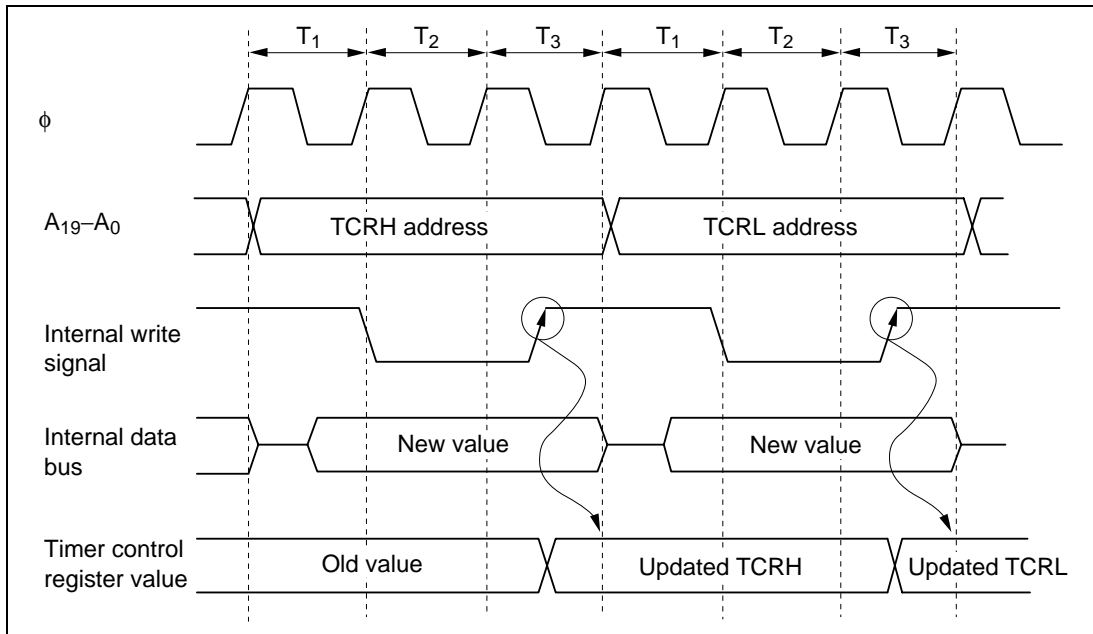 T₁ T₂ T₃ T₁ T₂ T₃
ϕ
A₁₉–A₀
TCRH address TCRL address
Internal write
signal
Internal data
bus
New value New value
Timer control
register value
Old value Updated TCRH Updated TCRL